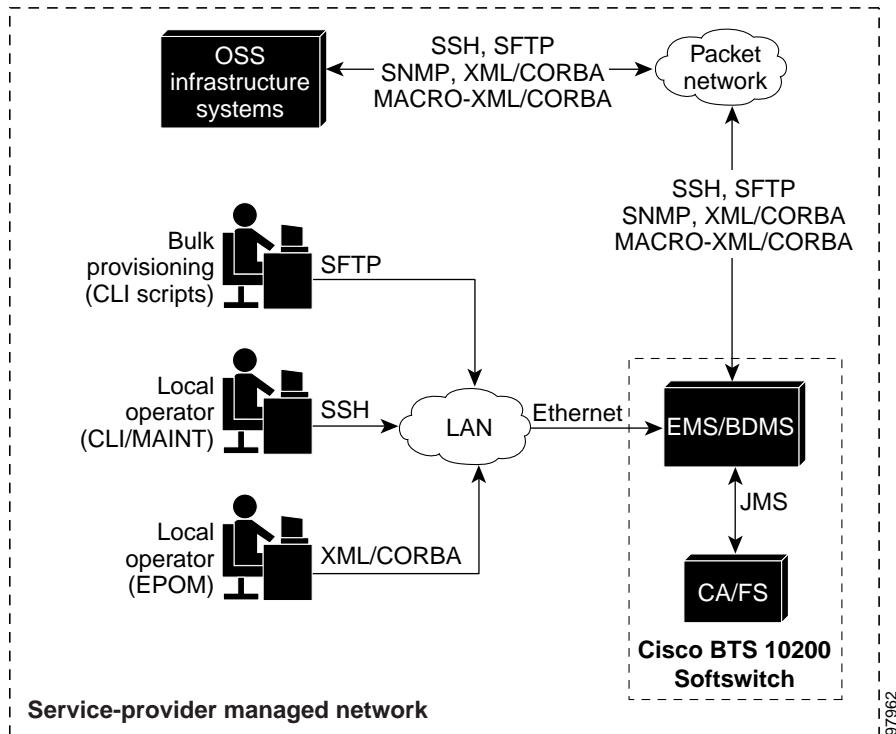 OSS
infrastructure
systems
SSH, SFTP
SNMP, XML/CORBA
MACRO-XML/CORBA
Packet
network
SSH, SFTP
SNMP, XML/CORBA
MACRO-XML/CORBA
Bulk
provisioning
(CLI scripts)
SFTP
Local
operator
(CLI/MAINT)
SSH
LAN
Ethernet
EMS/BDMS
JMS
Local
operator
(EPOM)
XML/CORBA
CA/FS
Cisco BTS 10200
Softswitch
Service-provider managed network
97962